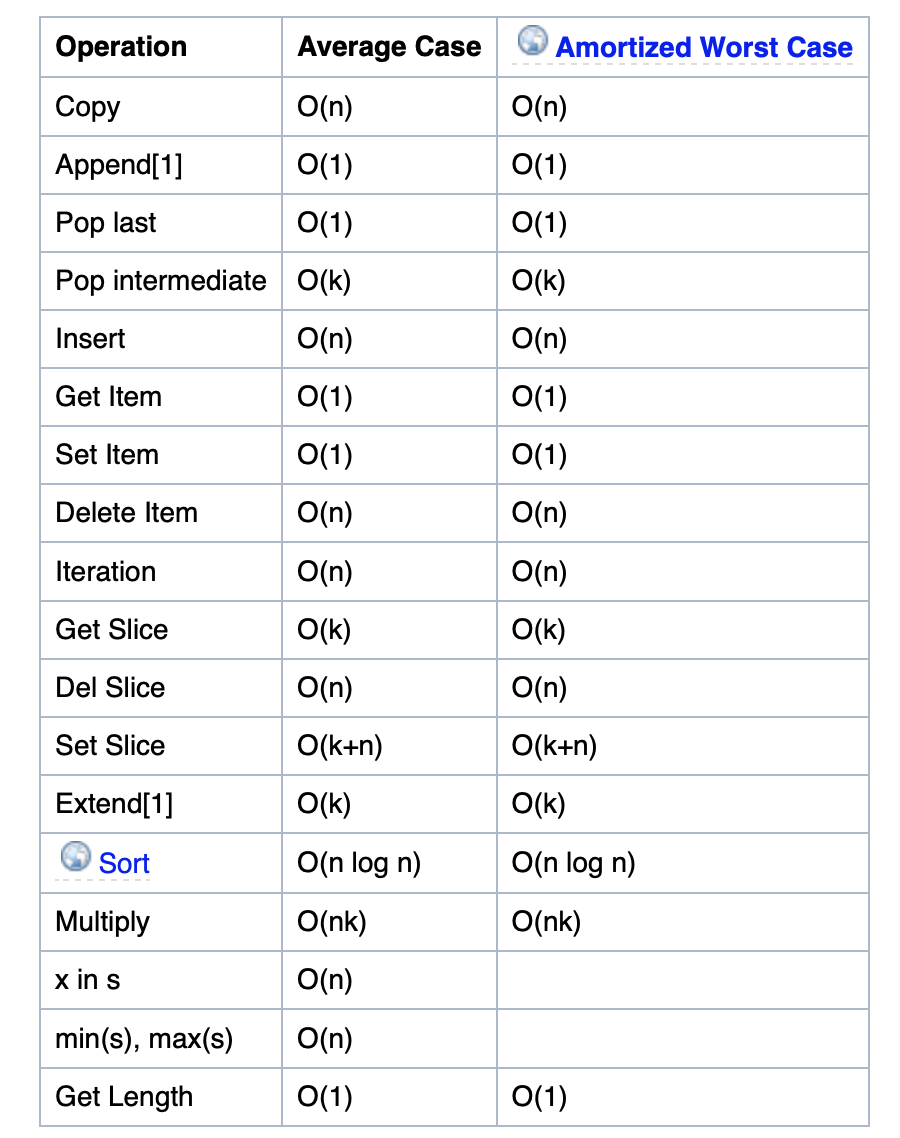 Operation Average Case Amortized Worst Case
Copy O(n) O(n)
Append[1] O(1) O(1)
Pop last O(1) O(1)
Pop intermediate O(k) O(k)
Insert O(n) O(n)
Get Item O(1) O(1)
Set Item O(1) O(1)
Delete Item O(n) O(n)
Iteration O(n) O(n)
Get Slice O(k) O(k)
Del Slice O(n) O(n)
Set Slice O(k+n) O(k+n)
Extend[1] O(k) O(k)
Sort O(n log n) O(n log n)
Multiply O(nk) O(nk)
x in s O(n)
min(s), max(s) O(n)
Get Length O(1) O(1)